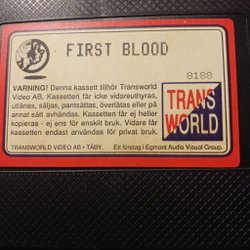 FIRST BLOOD
8188
VARNING! Denna kassett tillhör Transworld
Video AB. Kassetten får icke vidareuthyras,
utlånas, säljas, pantsättas, överlåtas eller på
annat sätt avhändas. Kassetten får ej heller
kopieras - ej ens för enskilt bruk. Vidare får
kassetten endast användas för privat bruk.
TRANS
WORLD
TRANSWORLD VIDEO AB • TÄBY. Ett företag i Egmont Audio Visual Group.